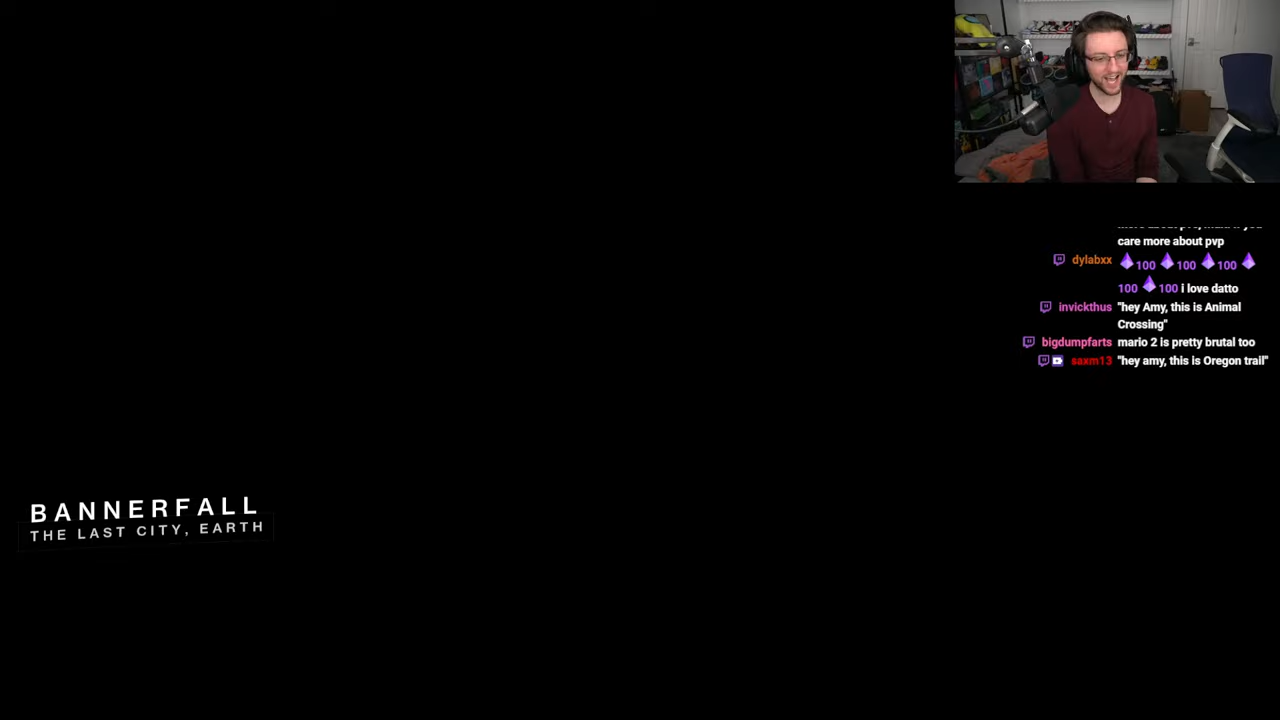 care more about pvp
dylabxx 100 100 100
100 100 i love datto
invickthus "hey Amy, this is Animal
Crossing"
bigdumpfarts mario 2 is pretty brutal too
saxm13 "hey amy, this is Oregon trail"
BANNERFALL
THE LAST CITY, EARTH